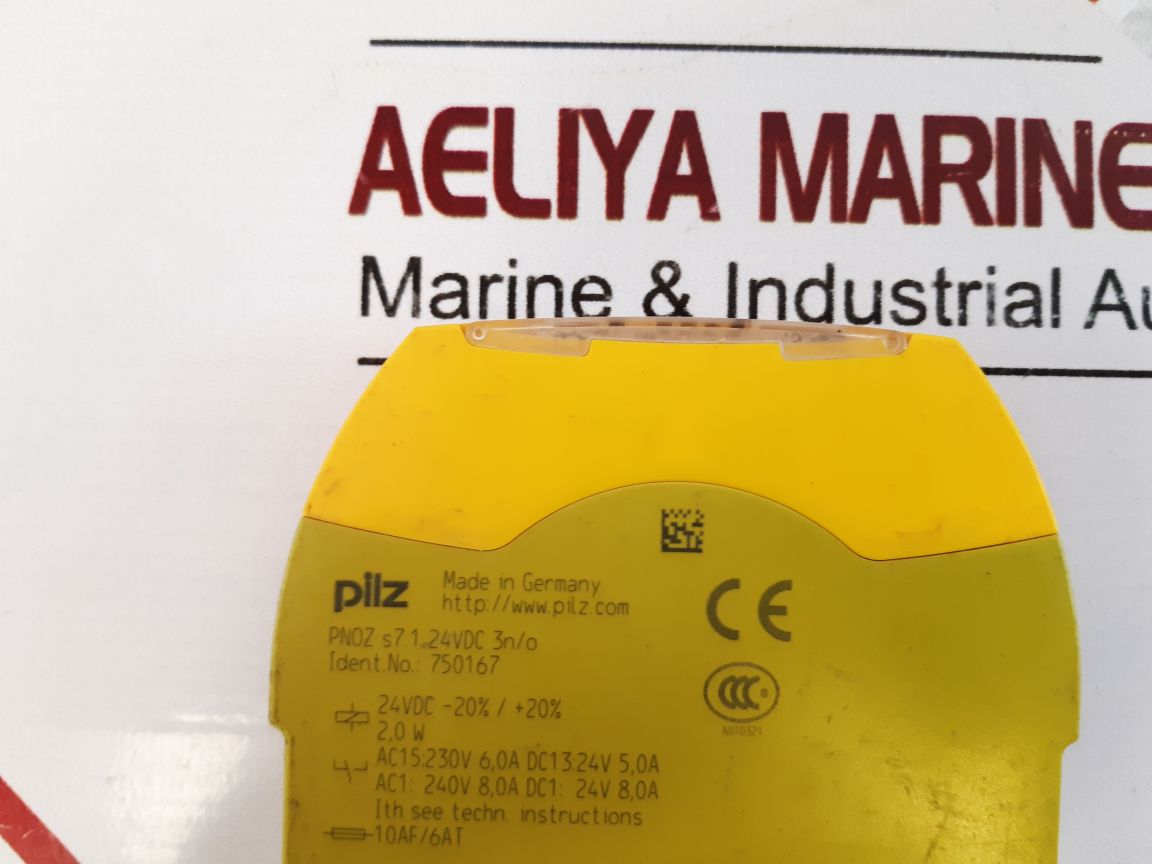 AELIYA MARINE
Marine & Industrial Au
pilz
Made in Germany
http://www.pilz.com
CE
PNOZ s7.1 24VDC 3n/o
Ident.No.: 750167
CCC
A010321
24VDC -20% / +20%
2,0 W
AC15:230V 6,0A DC13:24V 5,0A
AC1: 240V 8,0A DC1: 24V 8,0A
Ith see techn. instructions
10AF/6AT